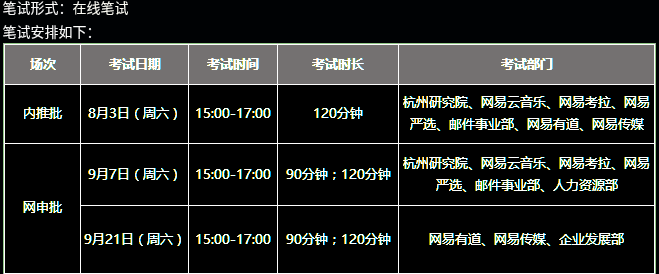 笔试形式：在线笔试
笔试安排如下：
场次 考试日期 考试时间 考试时长 考试部门
内推批 8月3日（周六） 15:00-17:00 120分钟 杭州研究院、网易云音乐、网易考拉、网易
严选、邮件事业部、网易有道、网易传媒
网申批 9月7日（周六） 15:00-17:00 90分钟；120分钟 杭州研究院、网易云音乐、网易考拉、网易
严选、邮件事业部、人力资源部
9月21日（周六） 15:00-17:00 90分钟；120分钟 网易有道、网易传媒、企业发展部